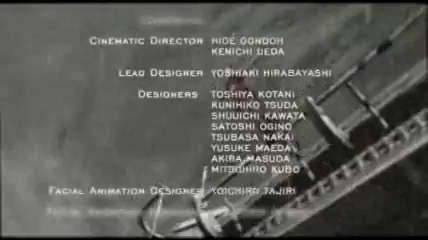 CINEMATIC DIRECTOR HIDE GONDOH
KENICHI UEDA
LEAD DESIGNER YOSHIAKI HIRABAYASHI
DESIGNERS TOSHIYA KOTANI
KUNIHIKO TSUDA
SHUUICHI KAWATA
SATOSHI OGINO
TSUBASA NAKAI
YUSUKE MAEDA
AKIRA MASUDA
MITSUHIRO KUBO
FACIAL ANIMATION DESIGNER YOICHIRO TAJIRI